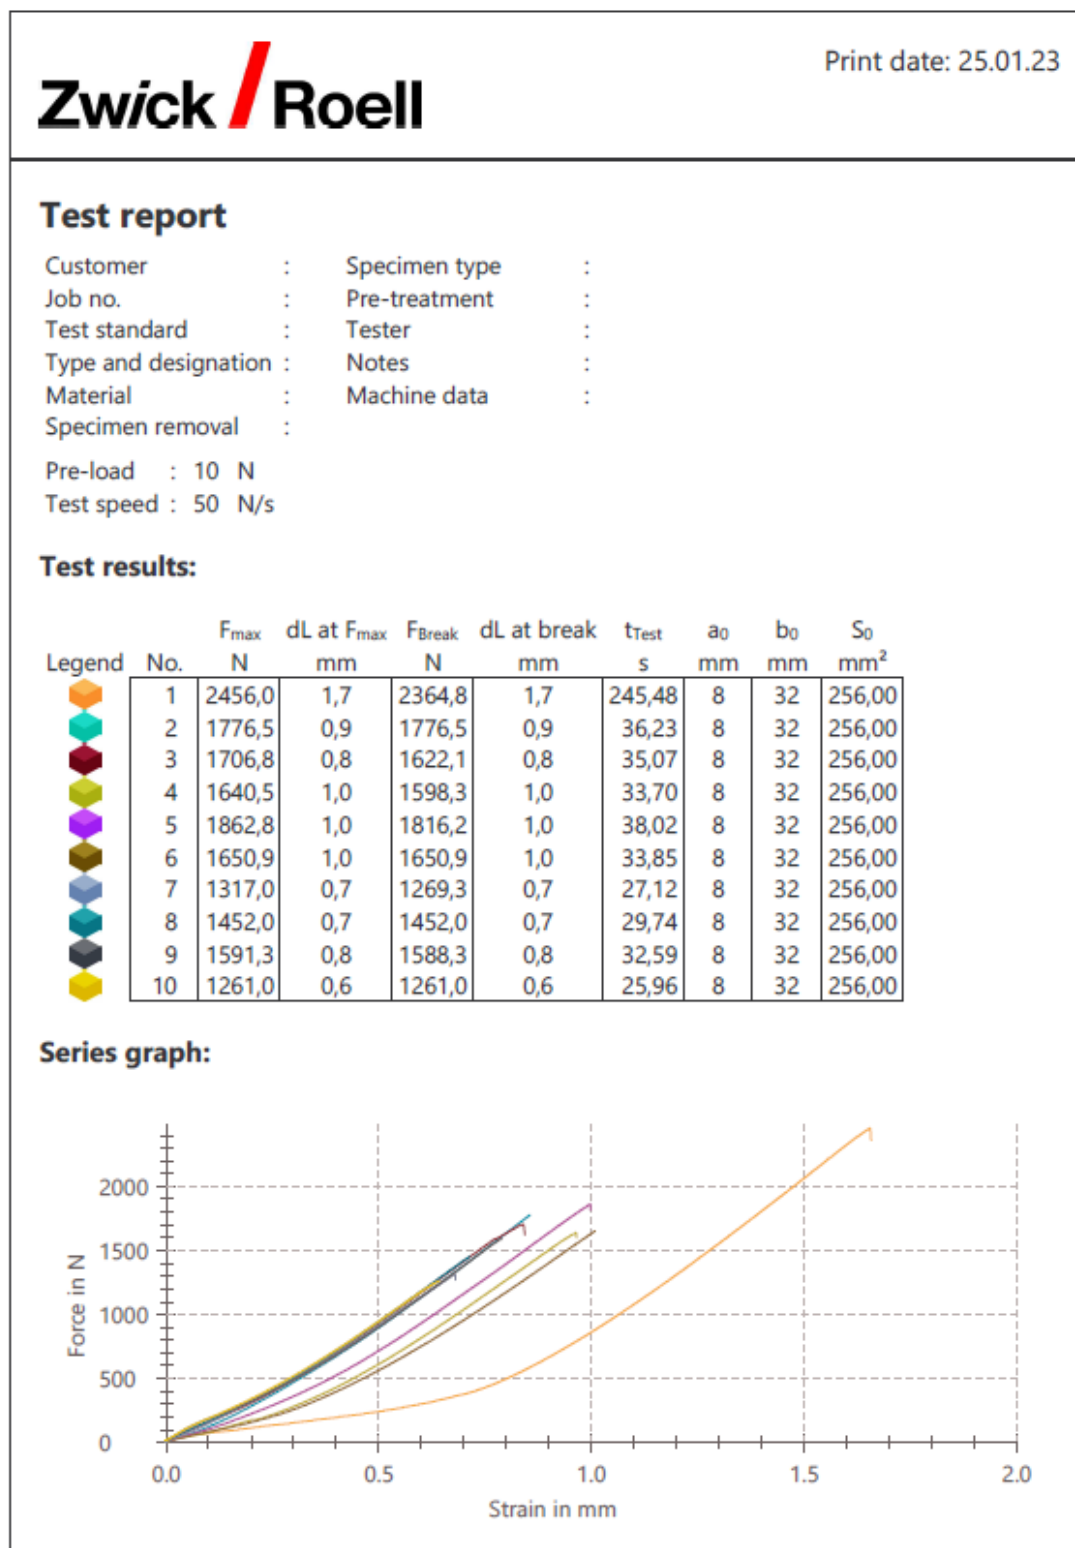 Print date: 25.01.23
Zwick / Roell
Test report
Customer : Specimen type :
Job no. : Pre-treatment :
Test standard : Tester :
Type and designation : Notes :
Material : Machine data :
Specimen removal :
Pre-load : 10 N
Test speed : 50 N/s
Test results:
Fmax dL at Fmax FBreak dL at break tTest a0 b0 S0
Legend No. N mm N mm s mm mm mm²
1 2456,0 1,7 2364,8 1,7 245,48 8 32 256,00
2 1776,5 0,9 1776,5 0,9 36,23 8 32 256,00
3 1706,8 0,8 1622,1 0,8 35,07 8 32 256,00
4 1640,5 1,0 1598,3 1,0 33,70 8 32 256,00
5 1862,8 1,0 1816,2 1,0 38,02 8 32 256,00
6 1650,9 1,0 1650,9 1,0 33,85 8 32 256,00
7 1317,0 0,7 1269,3 0,7 27,12 8 32 256,00
8 1452,0 0,7 1452,0 0,7 29,74 8 32 256,00
9 1591,3 0,8 1588,3 0,8 32,59 8 32 256,00
10 1261,0 0,6 1261,0 0,6 25,96 8 32 256,00
Series graph:
Force in N
2000
1500
1000
500
0
0.0 0.5 1.0 1.5 2.0
Strain in mm